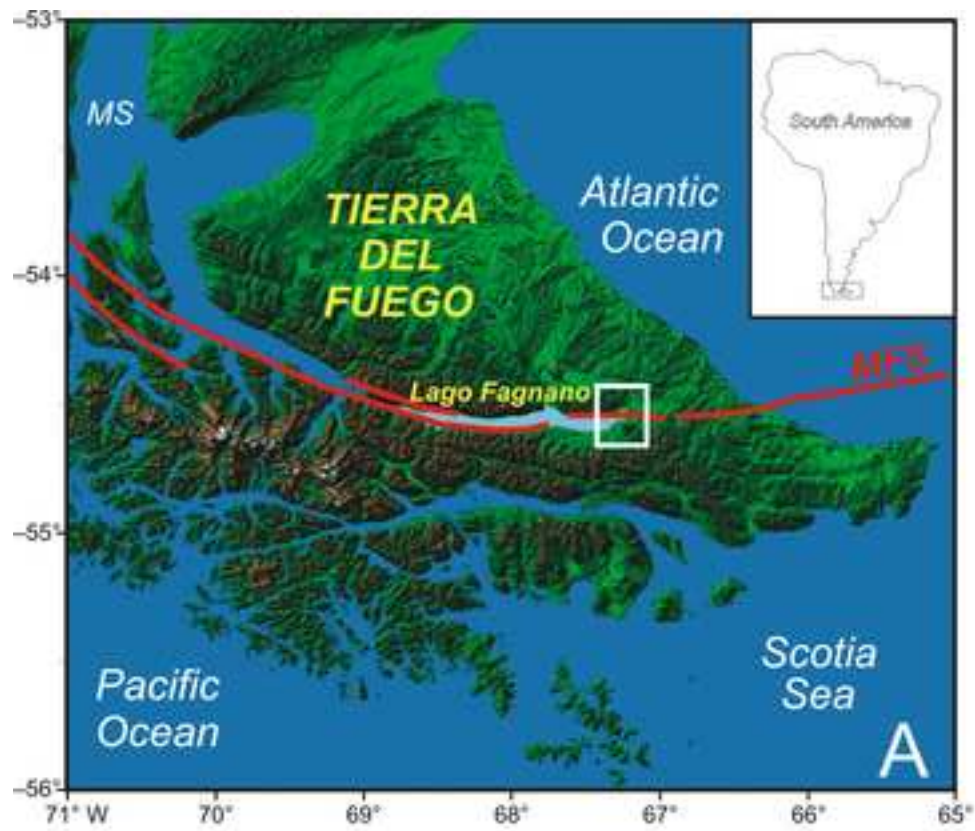 –53°
MS
South America
Atlantic
Ocean
TIERRA
DEL
FUEGO
–54°
MFS
Lago Fagnano
–55°
Scotia
Sea
Pacific
Ocean
A
–56°
71° W 70° 69° 68° 67° 66° 65°